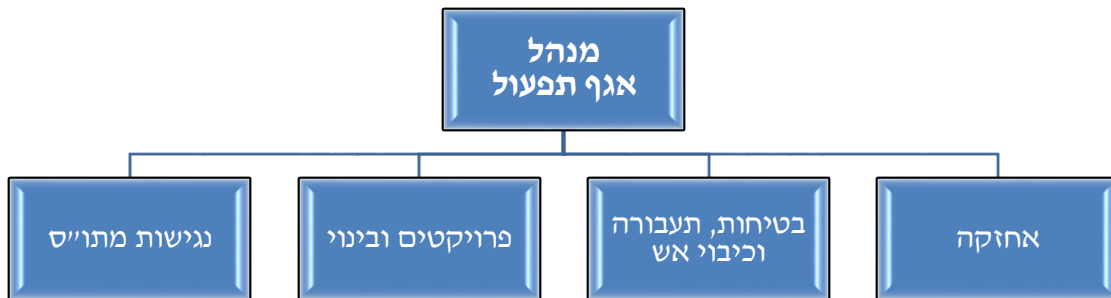 מנהל
אגף תפעול
אחזקה
בטיחות, תעבורה
וכיבוי אש
פרויקטים ובינוי
נגישות מתו״ס